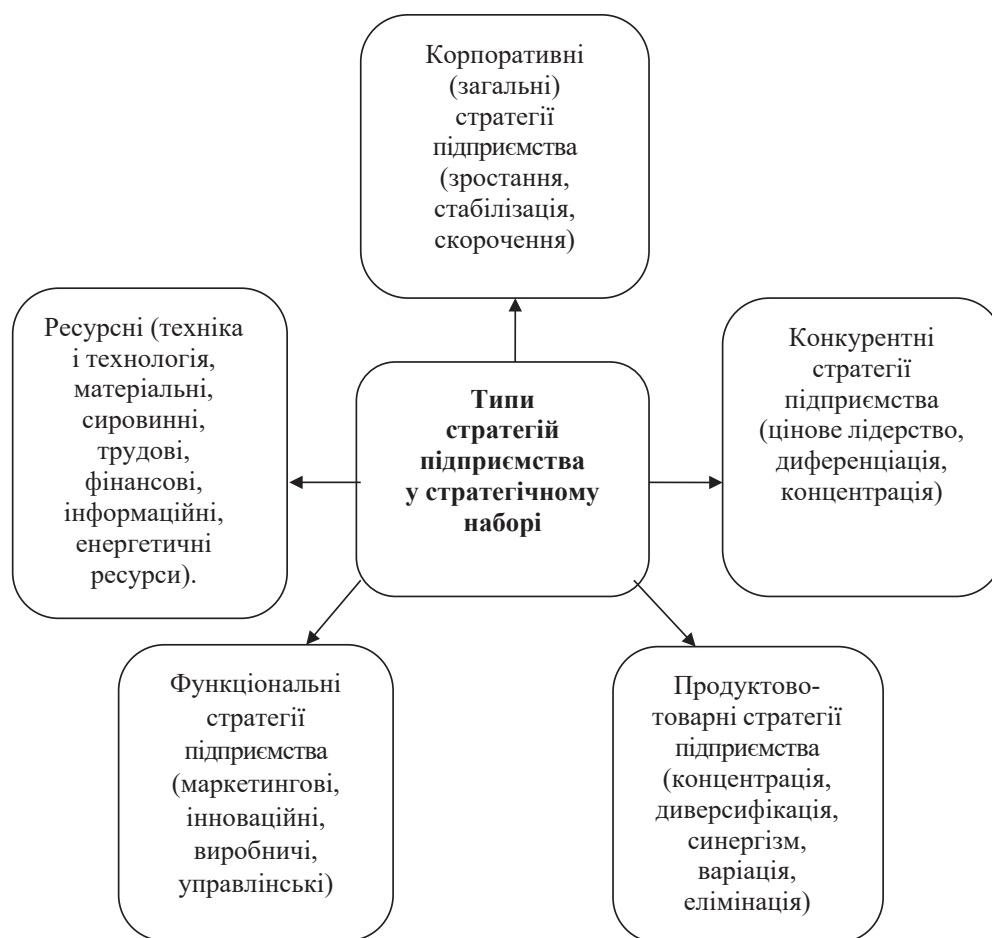 Корпоративні
(загальні)
стратегії
підприємства
(зростання,
стабілізація,
скорочення)
Ресурсні (техніка
і технологія,
матеріальні,
сировинні,
трудові,
фінансові,
інформаційні,
енергетичні
ресурси).
Типи
стратегій
підприємства
у стратегічному
наборі
Конкурентні
стратегії
підприємства
(цінове лідерство,
диференціація,
концентрація)
Функціональні
стратегії
підприємства
(маркетингові,
інноваційні,
виробничі,
управлінські)
Продуктово-
товарні стратегії
підприємства
(концентрація,
диверсифікація,
синергізм,
варіація,
елімінація)